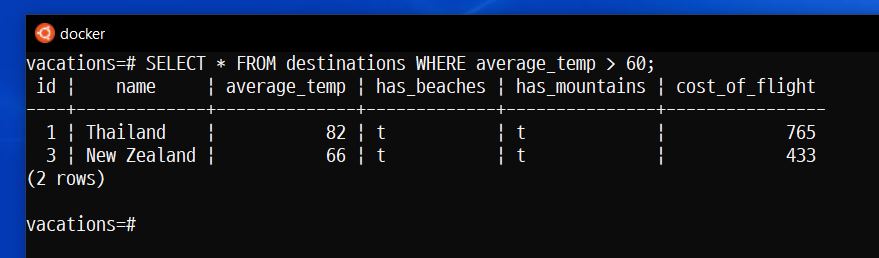 docker
vacations=# SELECT * FROM destinations WHERE average_temp > 60;
 id ¦    name     ¦ average_temp ¦ has_beaches ¦ has_mountains ¦ cost_of_flight
----+-------------+--------------+-------------+---------------+----------------
  1 ¦ Thailand    ¦           82 ¦ t           ¦ t             ¦            765
  3 ¦ New Zealand ¦           66 ¦ t           ¦ t             ¦            433
(2 rows)
vacations=#